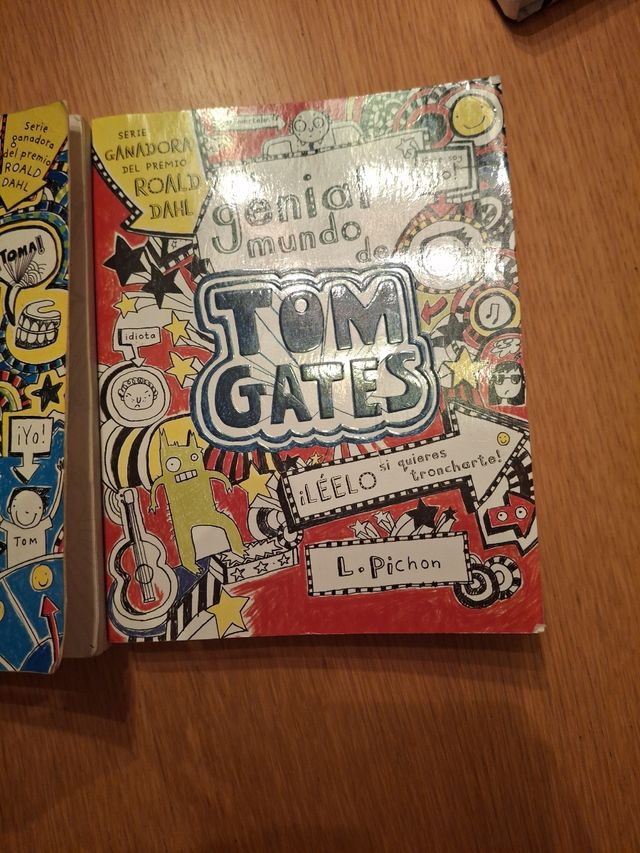 Serie
ganadora
del premio
ROALD
DAHL
TOMA!
¡Yo!
TOM
SERIE
GANADORA
DEL PREMIO
ROALD
DAHL
genial
mundo
de
TOM
GATES
idiota
¡LÉELO si quieres
troncharte!
L. Pichon